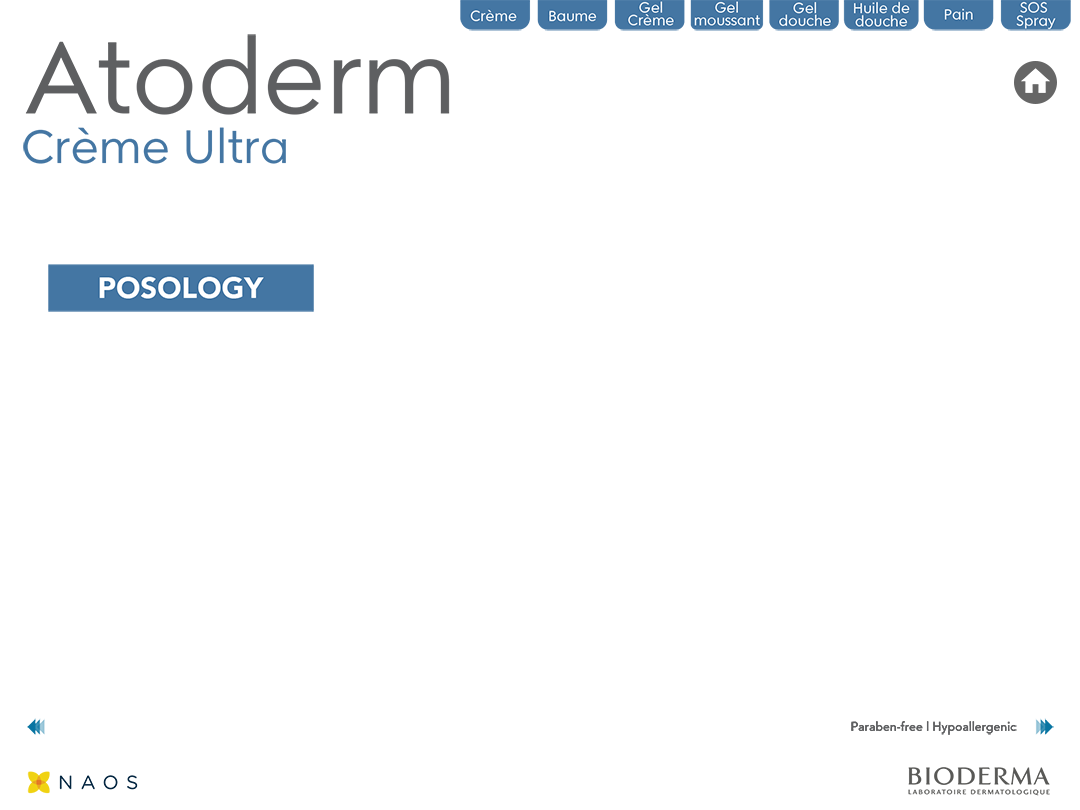 Crème
Baume
Gel
Crème
Gel
moussant
Gel
douche
Huile de
douche
Pain
SOS
Spray
Atoderm
Crème Ultra
POSOLOGY
Paraben-free | Hypoallergenic
NAOS
BIODERMA
LABORATOIRE DERMATOLOGIQUE